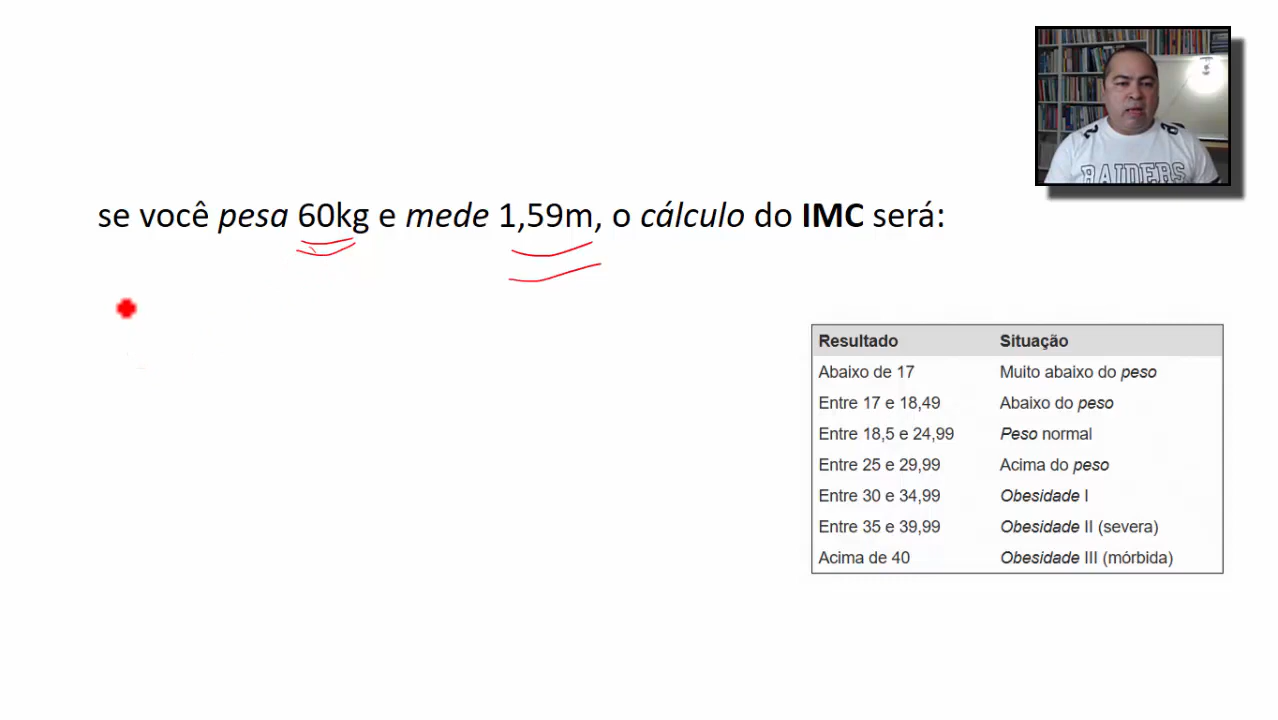 RAIDERS
se você pesa 60kg e mede 1,59m, o cálculo do IMC será:
Resultado Situação
Abaixo de 17 Muito abaixo do peso
Entre 17 e 18,49 Abaixo do peso
Entre 18,5 e 24,99 Peso normal
Entre 25 e 29,99 Acima do peso
Entre 30 e 34,99 Obesidade I
Entre 35 e 39,99 Obesidade II (severa)
Acima de 40 Obesidade III (mórbida)